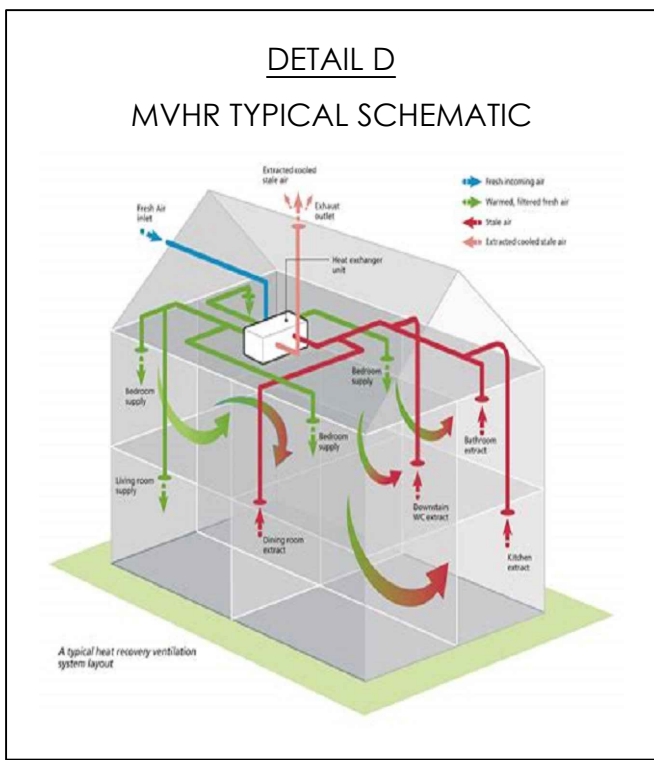 DETAIL D
MVHR TYPICAL SCHEMATIC
Extracted cooled
stale air
Exhaust
outlet
Fresh Air
inlet
Heat exchanger
unit
Fresh incoming air
Warmed, filtered fresh air
Stale air
Extracted cooled stale air
Bedroom
supply
Bedroom
supply
Bedroom
supply
Bathroom
extract
Living room
supply
Dining room
extract
Downstairs
WC extract
Kitchen
extract
A typical heat recovery ventilation
system layout